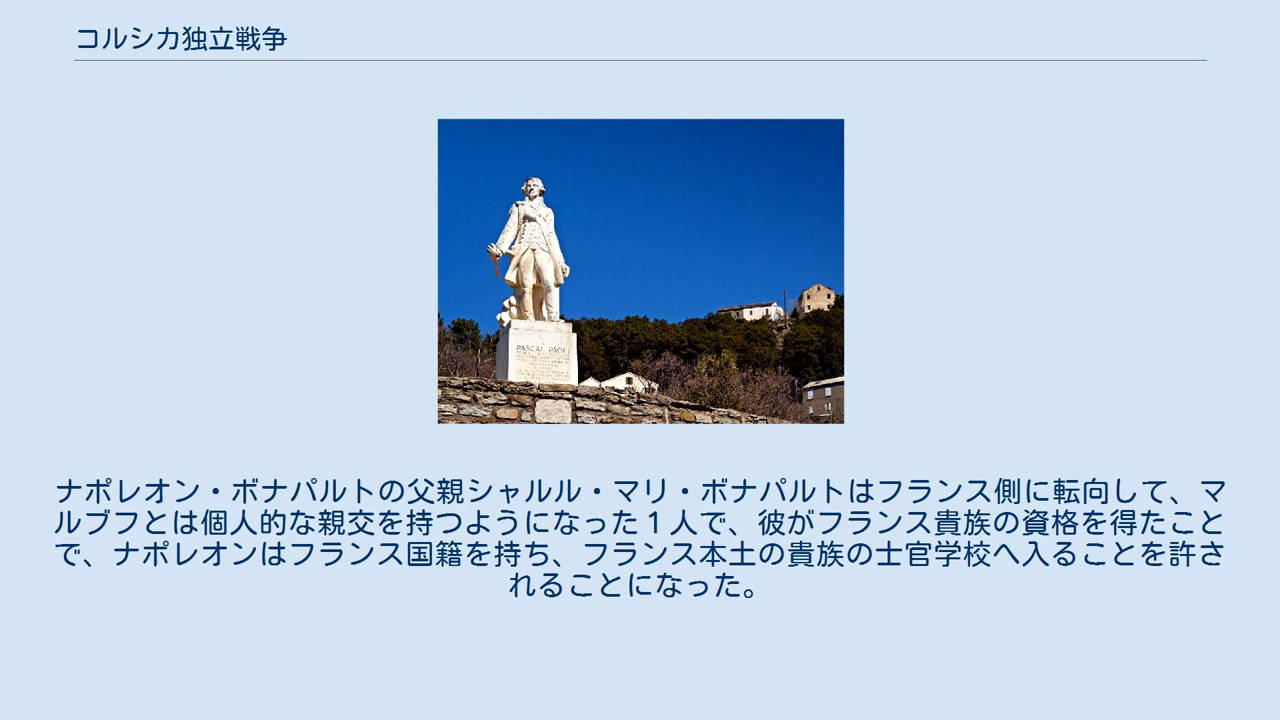 コルシカ独立戦争
PASCAL PAOLI
ナポレオン・ボナパルトの父親シャルル・マリ・ボナパルトはフランス側に転向して、マ
ルブフとは個人的な親交を持つようになった１人で、彼がフランス貴族の資格を得たこと
で、ナポレオンはフランス国籍を持ち、フランス本土の貴族の士官学校へ入ることを許さ
れることになった。